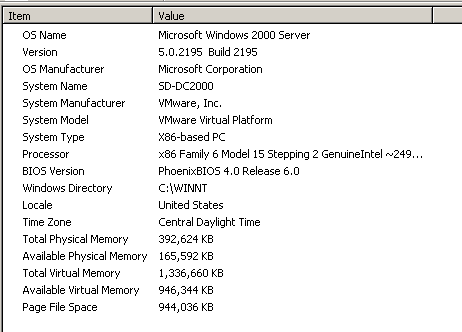 Item Value
OS Name Microsoft Windows 2000 Server
Version 5.0.2195 Build 2195
OS Manufacturer Microsoft Corporation
System Name SD-DC2000
System Manufacturer VMware, Inc.
System Model VMware Virtual Platform
System Type X86-based PC
Processor x86 Family 6 Model 15 Stepping 2 GenuineIntel ~249...
BIOS Version PhoenixBIOS 4.0 Release 6.0
Windows Directory C:\WINNT
Locale United States
Time Zone Central Daylight Time
Total Physical Memory 392,624 KB
Available Physical Memory 165,592 KB
Total Virtual Memory 1,336,660 KB
Available Virtual Memory 946,344 KB
Page File Space 944,036 KB